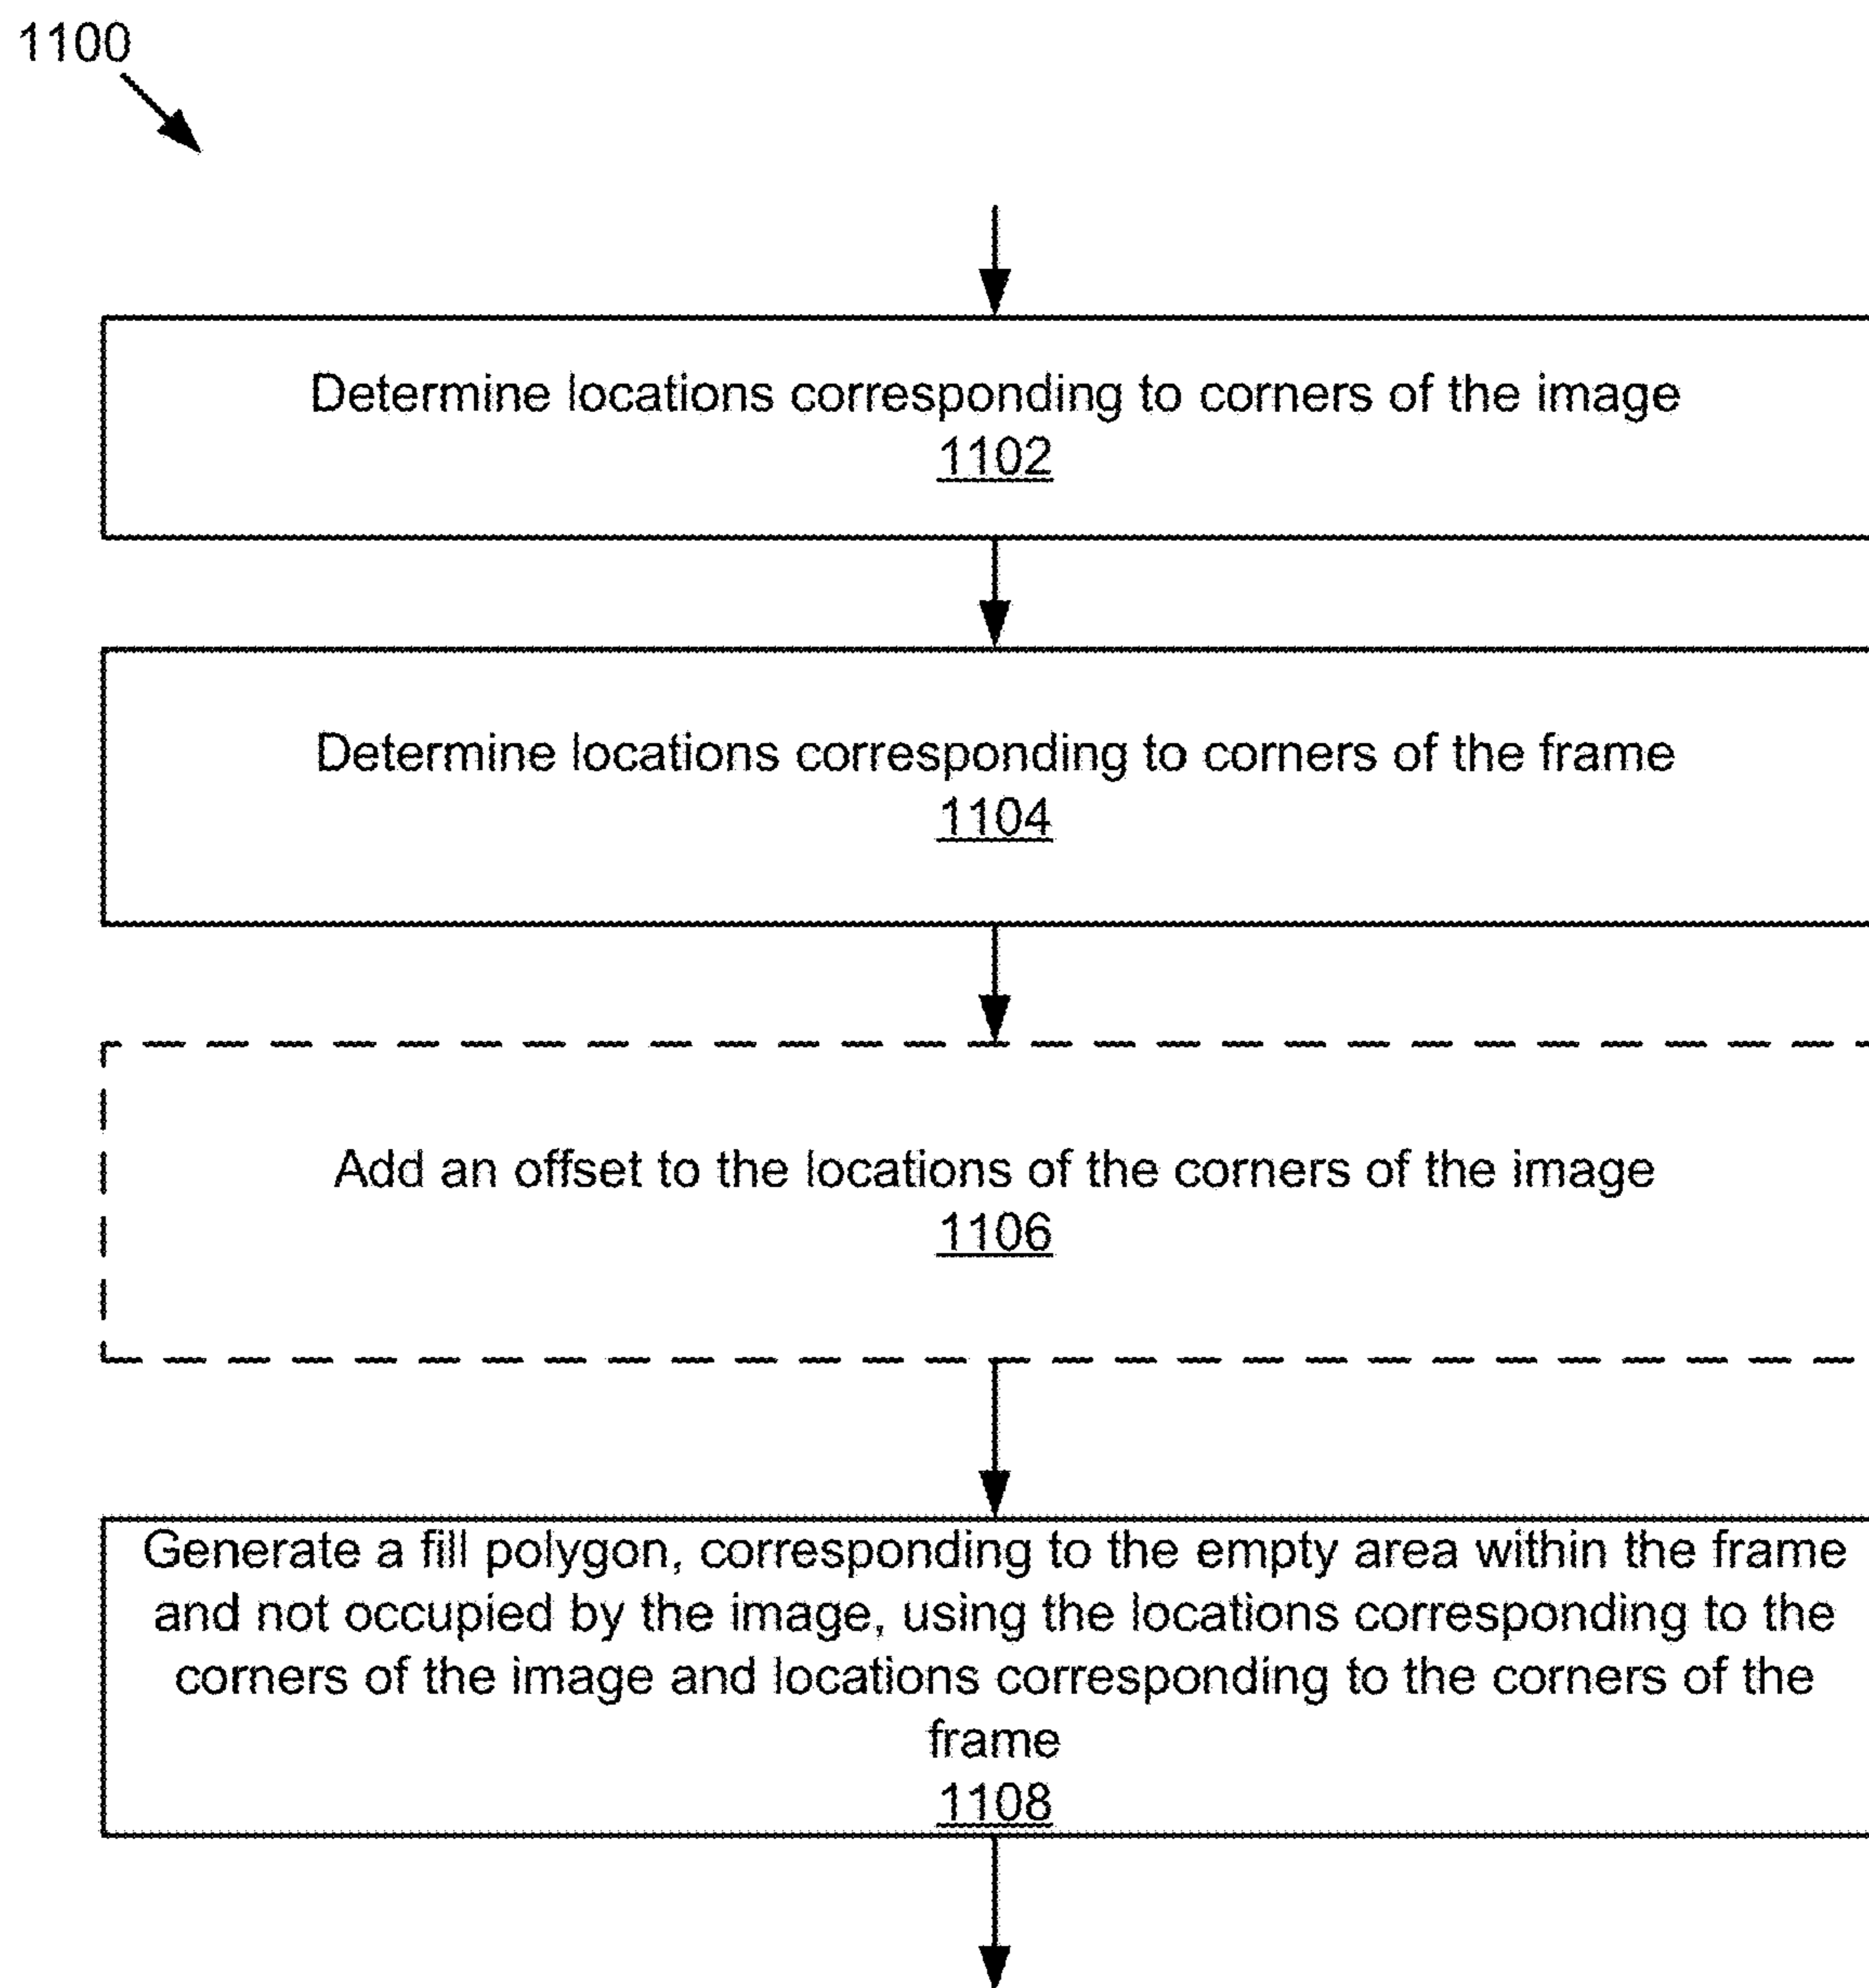 1100
Determine locations corresponding to corners of the image
1102
Determine locations corresponding to corners of the frame
1104
Add an offset to the locations of the corners of the image
1106
Generate a fill polygon, corresponding to the empty area within the frame
and not occupied by the image, using the locations corresponding to the
corners of the image and locations corresponding to the corners of the
frame
1108